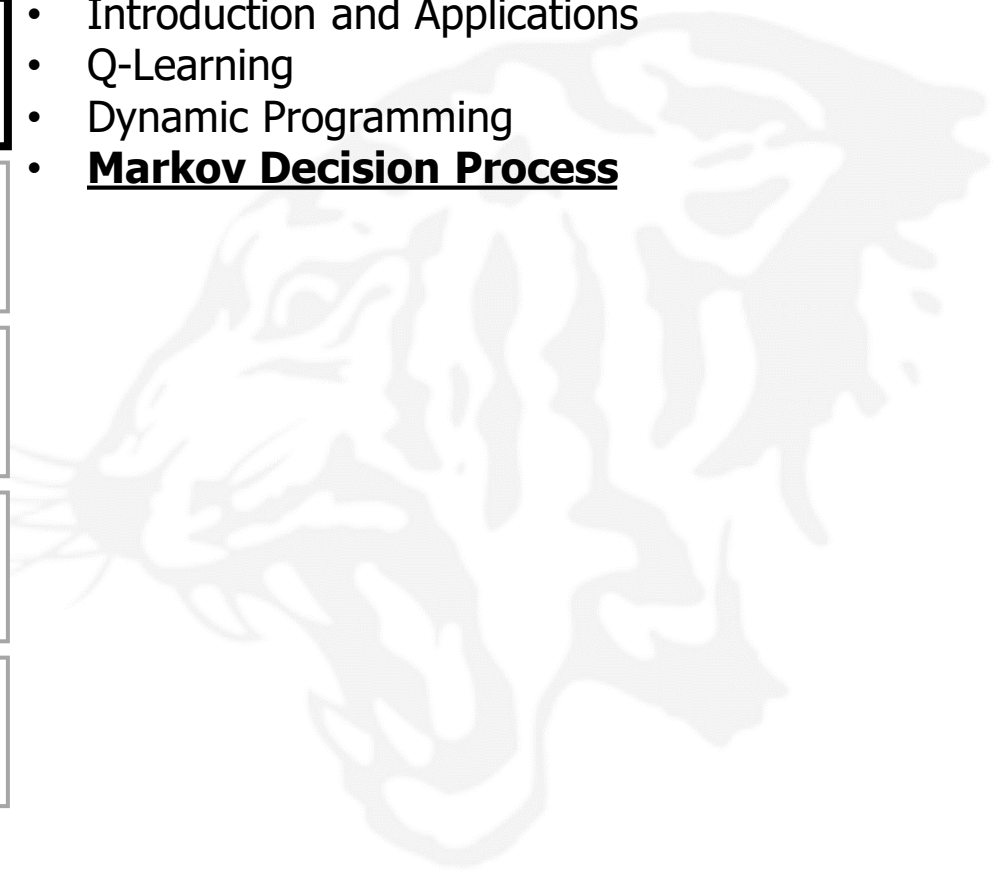 • Introduction and Applications
• Q-Learning
• Dynamic Programming
• Markov Decision Process